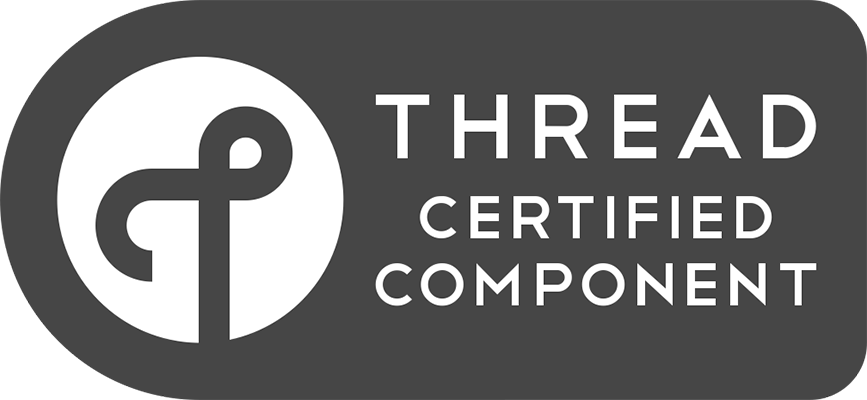 THREAD
CERTIFIED
COMPONENT